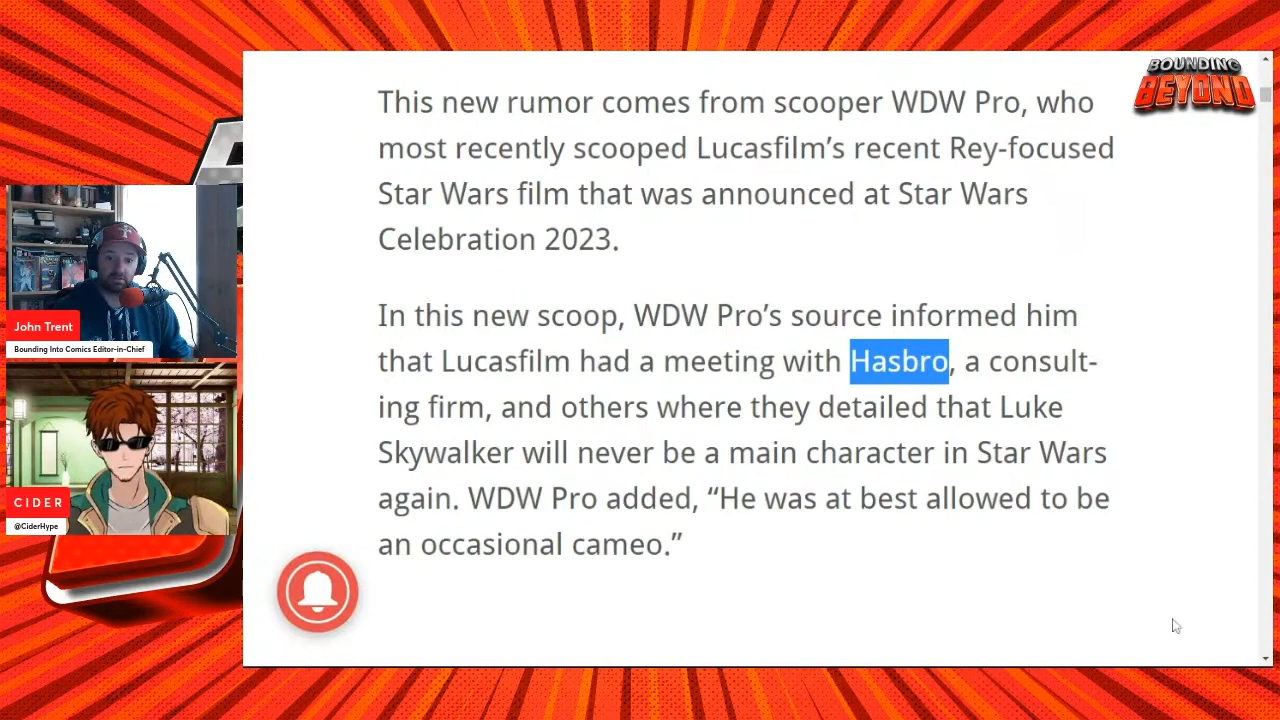 BOUNDING
BEYOND
This new rumor comes from scooper WDW Pro, who
most recently scooped Lucasfilm’s recent Rey-focused
Star Wars film that was announced at Star Wars
Celebration 2023.
In this new scoop, WDW Pro’s source informed him
that Lucasfilm had a meeting with Hasbro, a consult-
ing firm, and others where they detailed that Luke
Skywalker will never be a main character in Star Wars
again. WDW Pro added, “He was at best allowed to be
an occasional cameo.”
John Trent
Bounding Into Comics Editor-in-Chief
CIDER
@CiderHype